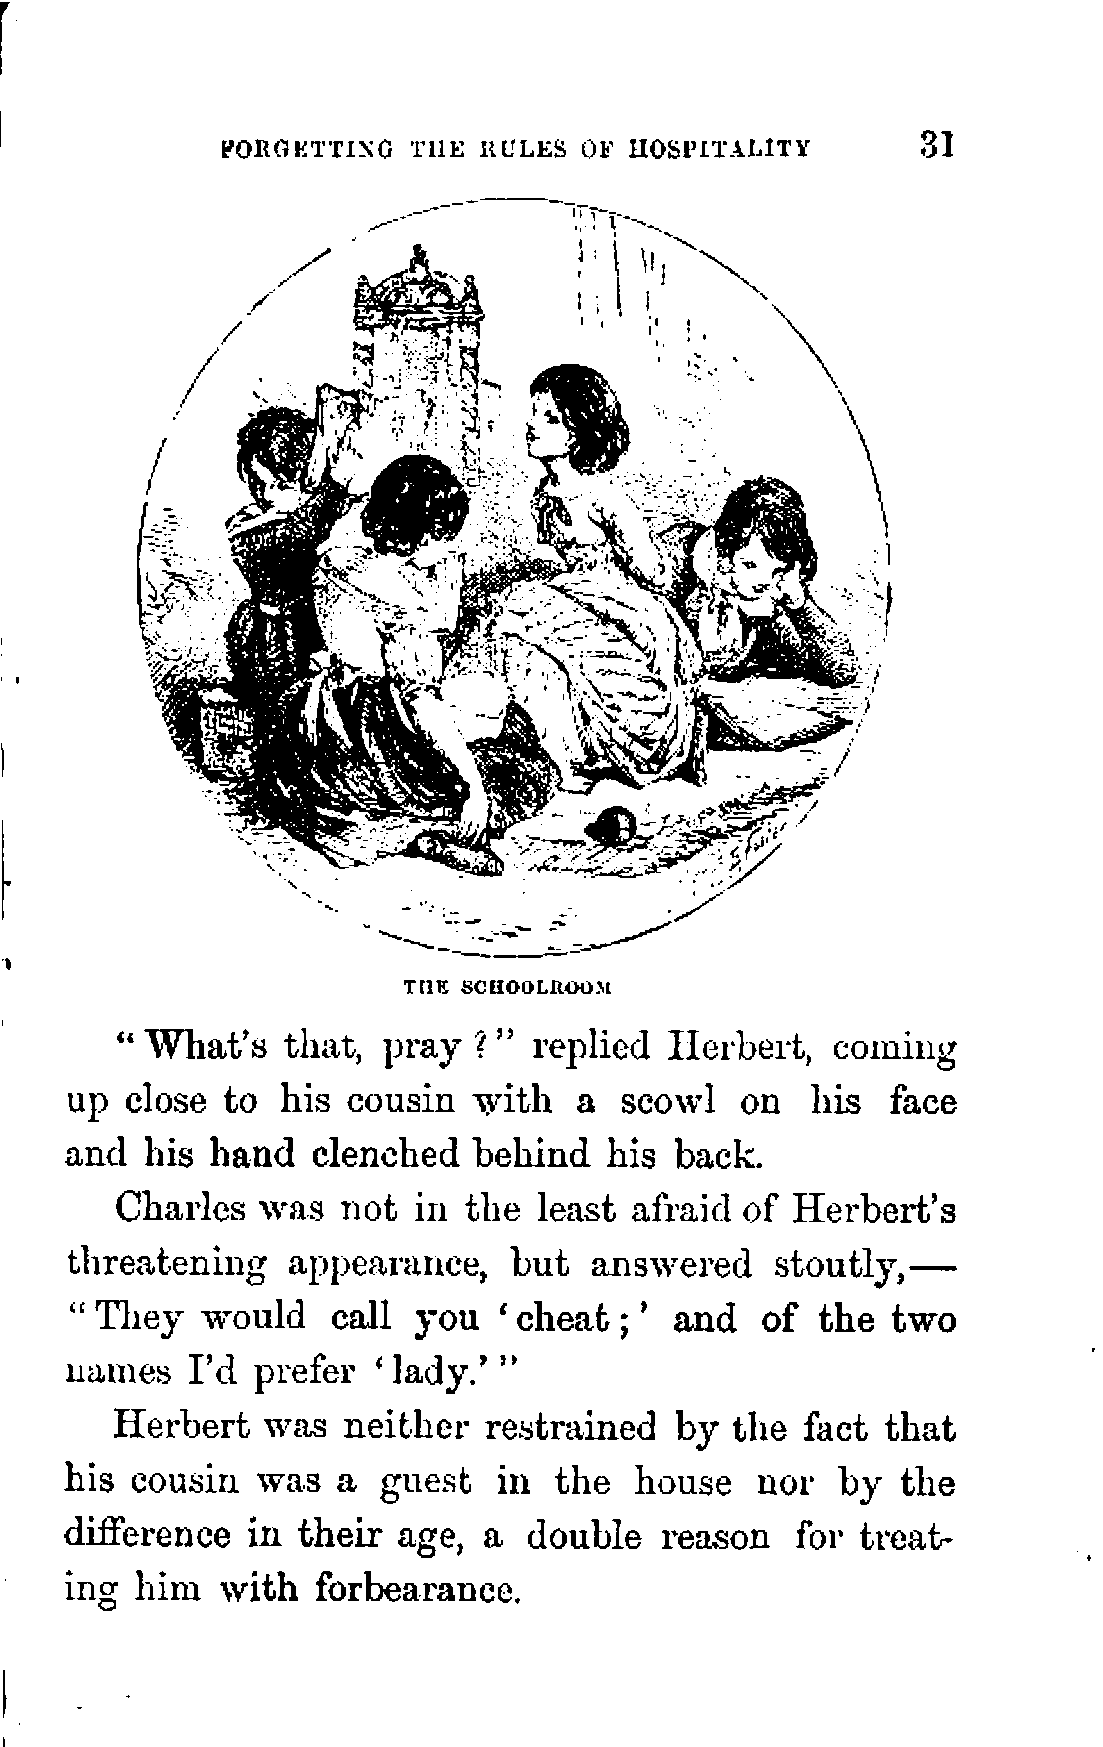 FORGETTING THE RULES OF HOSPITALITY 31
THE SCHOOLROOM
“What's that, pray?” replied Herbert, coming
up close to his cousin with a scowl on his face
and his hand clenched behind his back.
Charles was not in the least afraid of Herbert's
threatening appearance, but answered stoutly,—
“They would call you ‘cheat;’ and of the two
names I'd prefer ‘lady.’”
Herbert was neither restrained by the fact that
his cousin was a guest in the house nor by the
difference in their age, a double reason for treat-
ing him with forbearance.